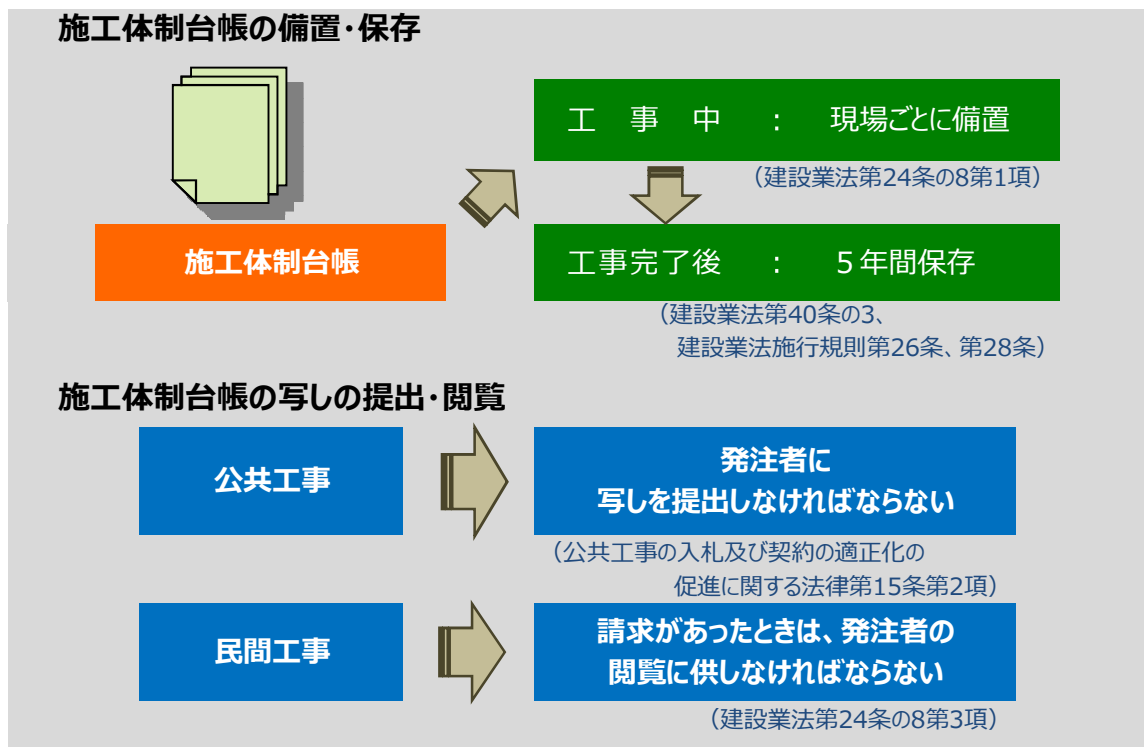 施工体制台帳の備置・保存
工 事 中 : 現場ごとに備置
（建設業法第24条の8第1項）
施工体制台帳
工事完了後 : ５年間保存
（建設業法第40条の3、
建設業法施行規則第26条、第28条）
施工体制台帳の写しの提出・閲覧
公共工事
発注者に
写しを提出しなければならない
（公共工事の入札及び契約の適正化の
促進に関する法律第15条第2項）
民間工事
請求があったときは、発注者の
閲覧に供しなければならない
（建設業法第24条の8第3項）